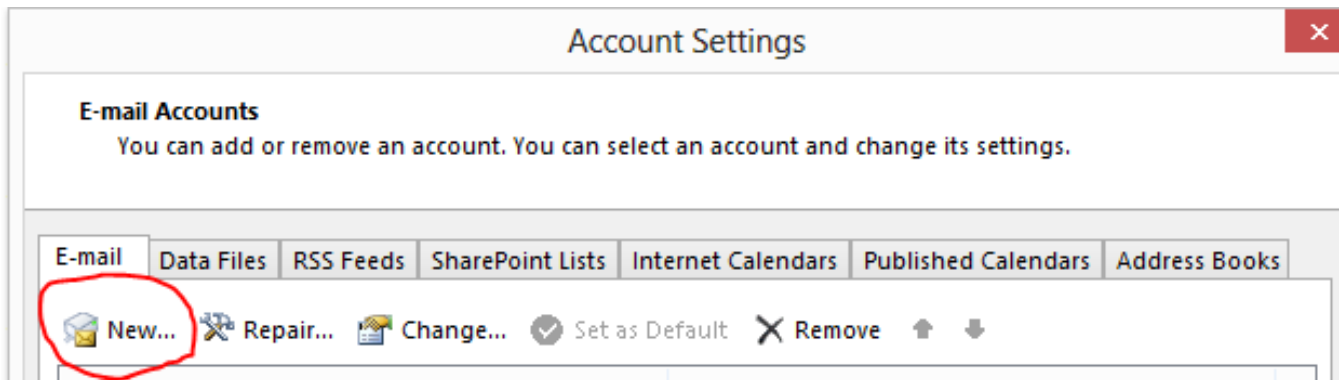 Account Settings
E-mail Accounts
You can add or remove an account. You can select an account and change its settings.
E-mail Data Files RSS Feeds SharePoint Lists Internet Calendars Published Calendars Address Books
New... Repair... Change... Set as Default Remove